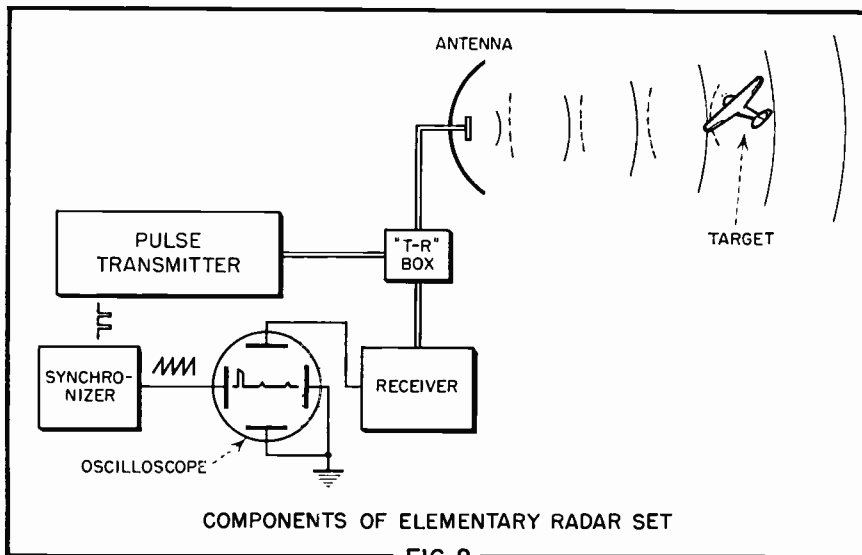 ANTENNA
TARGET
PULSE
TRANSMITTER
"T-R"
BOX
SYNCHRO-
NIZER
RECEIVER
OSCILLOSCOPE
COMPONENTS OF ELEMENTARY RADAR SET